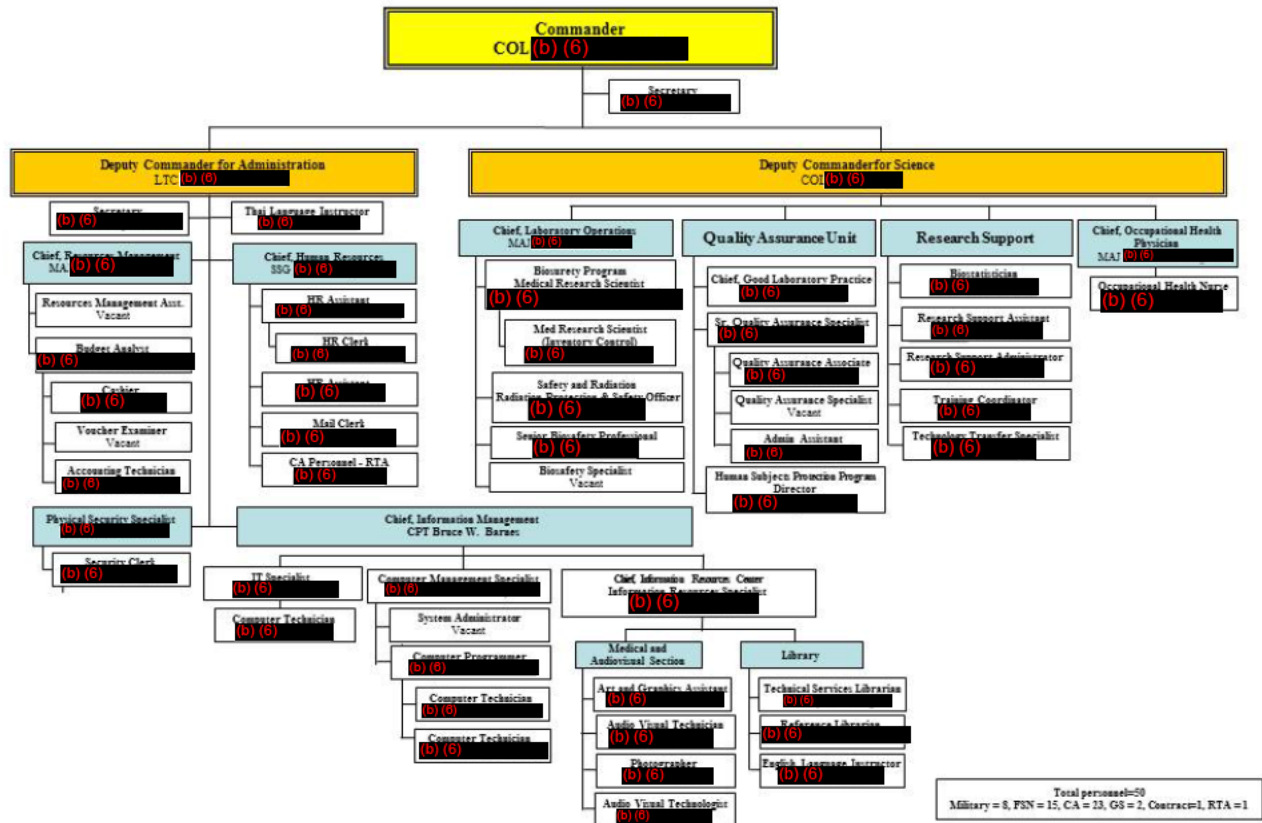 Commander
COL (b) (6)
Secretary
(b) (6)
Deputy Commander for Administration
LTC (b) (6)
Deputy Commander for Science
COL (b) (6)
Secretary
(b) (6)
Thai Language Instructor
(b) (6)
Chief, Resources Management
MAJ (b) (6)
Chief, Human Resources
SSG (b) (6)
Resources Management Asst.
Vacant
Budget Analyst
(b) (6)
Cashier
(b) (6)
Voucher Examiner
Vacant
Accounting Technician
(b) (6)
HR Assistant
(b) (6)
HR Clerk
(b) (6)
HR Assistant
(b) (6)
Mail Clerk
(b) (6)
CA Personnel - RTA
(b) (6)
Chief, Laboratory Operations
MAJ (b) (6)
Biosurety Program
Medical Research Scientist
(b) (6)
Med Research Scientist
(Inventory Control)
(b) (6)
Safety and Radiation
Radiation Protection & Safety Officer
(b) (6)
Senior Biosafety Professional
(b) (6)
Biosafety Specialist
Vacant
Quality Assurance Unit
Chief, Good Laboratory Practice
(b) (6)
Sr. Quality Assurance Specialist
(b) (6)
Quality Assurance Associate
(b) (6)
Quality Assurance Specialist
Vacant
Admin Assistant
(b) (6)
Human Subjects Protection Program
Director
(b) (6)
Research Support
Biostatistician
(b) (6)
Research Support Assistant
(b) (6)
Research Support Administrator
(b) (6)
Training Coordinator
(b) (6)
Technology Transfer Specialist
(b) (6)
Chief, Occupational Health
Physician
MAJ (b) (6)
Occupational Health Nurse
(b) (6)
Physical Security Specialist
(b) (6)
Security Clerk
(b) (6)
Chief, Information Management
CPT Bruce W. Barnes
IT Specialist
(b) (6)
Computer Technician
(b) (6)
Computer Management Specialist
(b) (6)
System Administrator
Vacant
Computer Programmer
(b) (6)
Computer Technician
(b) (6)
Computer Technician
(b) (6)
Chief, Information Resources Center
Information Resources Specialist
(b) (6)
Medical and
Audiovisual Section
Art and Graphics Assistant
(b) (6)
Audio Visual Technician
(b) (6)
Photographer
(b) (6)
Audio Visual Technologist
(b) (6)
Library
Technical Services Librarian
(b) (6)
Reference Librarian
(b) (6)
English Language Instructor
(b) (6)
Total personnel=50
Military = 8, FSN = 15, CA = 23, GS = 2, Contract=1, RTA =1